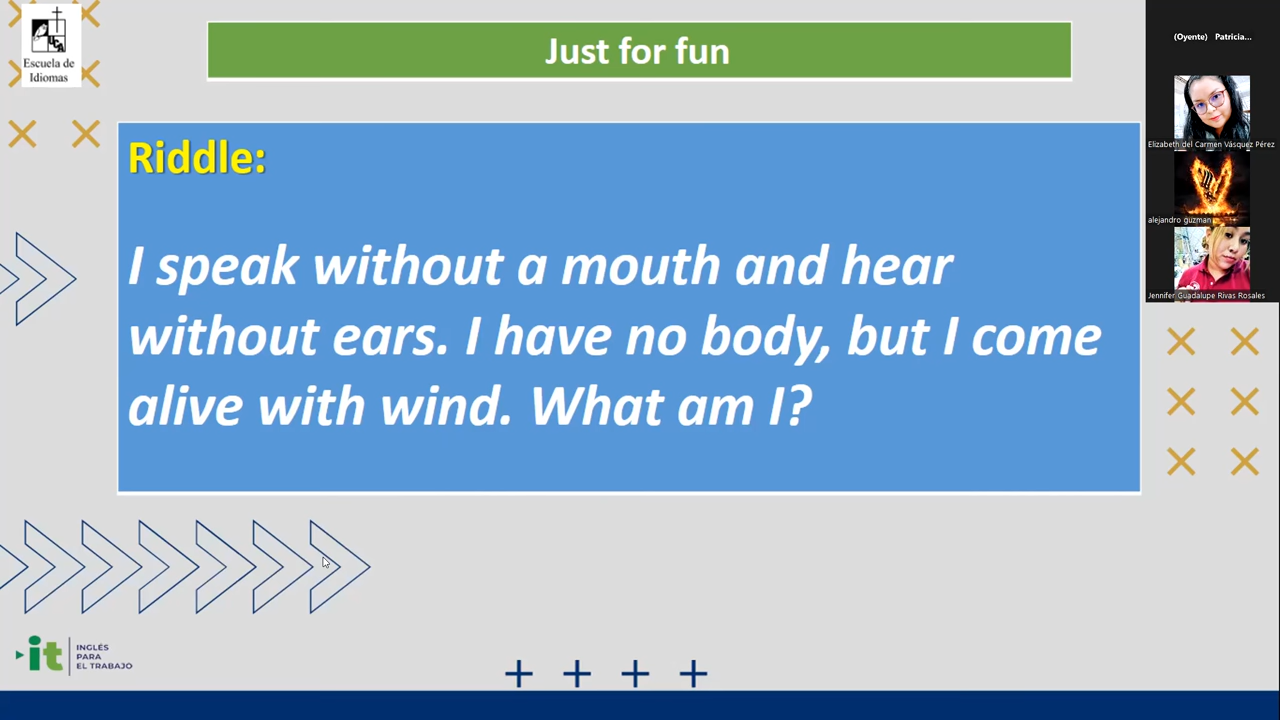 UCA
Escuela de
Idiomas
Just for fun
Riddle:
I speak without a mouth and hear
without ears. I have no body, but I come
alive with wind. What am I?
it
INGLÉS
PARA
EL TRABAJO
(Oyente) Patricia...
Elizabeth del Carmen Vásquez Pérez
alejandro guzman
Jennifer Guadalupe Rivas Rosales